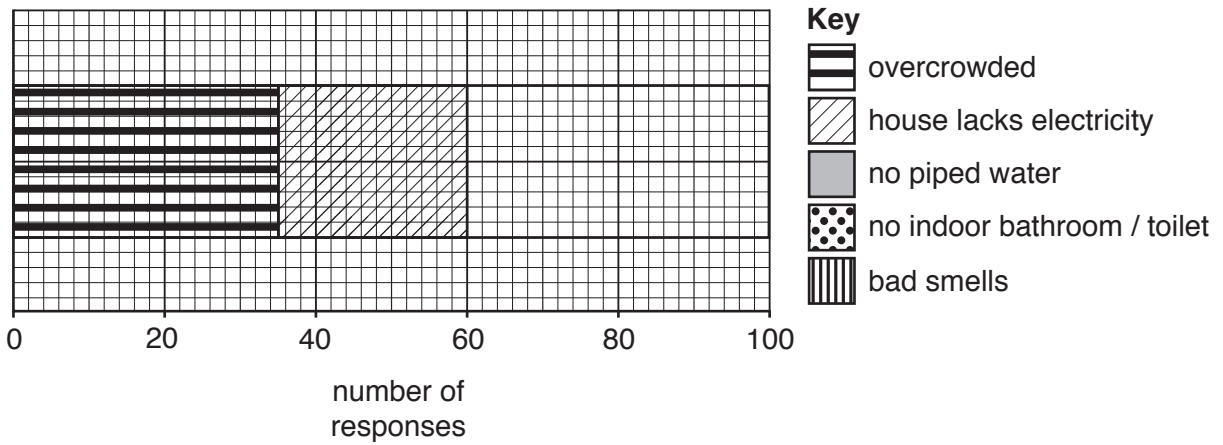 Key
overcrowded
house lacks electricity
no piped water
no indoor bathroom / toilet
bad smells
0 20 40 60 80 100
number of
responses